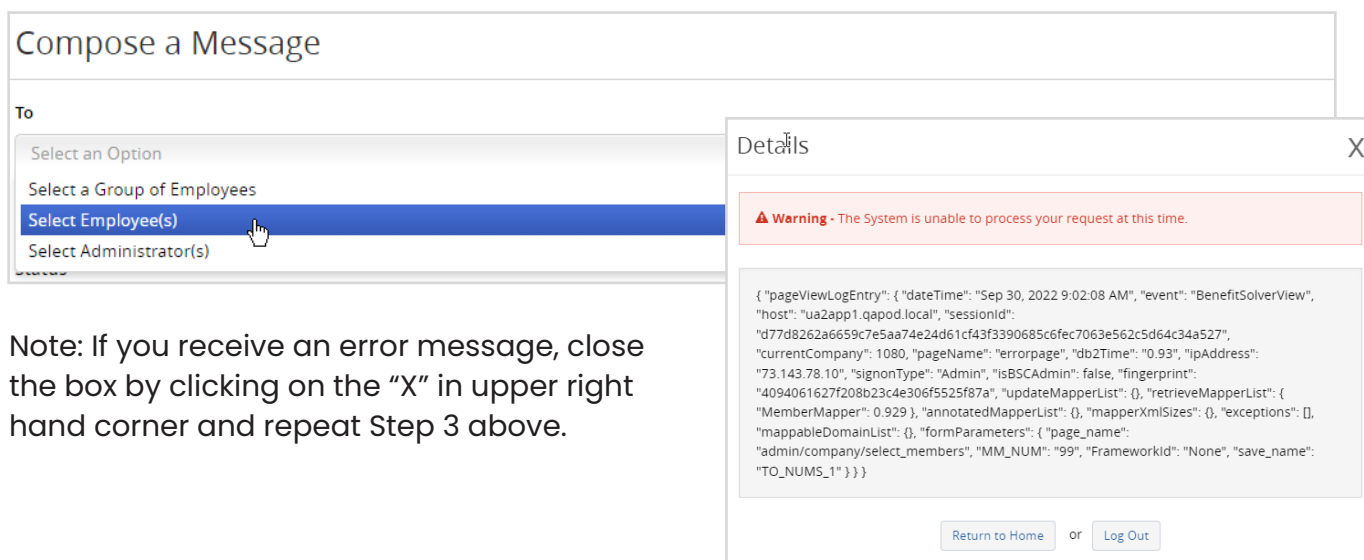 Compose a Message
To
Select an Option
Select a Group of Employees
Select Employee(s)
Select Administrator(s)
Note: If you receive an error message, close
the box by clicking on the “X” in upper right
hand corner and repeat Step 3 above.
Details
X
Warning - The System is unable to process your request at this time.
{ "pageViewLogEntry": { "dateTime": "Sep 30, 2022 9:02:08 AM", "event": "BenefitSolverView",
"host": "ua2app1.qapod.local", "sessionId":
"d77d8262a6659c7e5aa74e24d61cf43f3390685c6fec7063e562c5d64c34a527",
"currentCompany": 1080, "pageName": "errorpage", "db2Time": "0.93", "ipAddress":
"73.143.78.10", "signonType": "Admin", "isBSCAdmin": false, "fingerprint":
"4094061627f208b23c4e306f5525f87a", "updateMapperList": {}, "retrieveMapperList": {
"MemberMapper": 0.929 }, "annotatedMapperList": {}, "mapperXmlSizes": {}, "exceptions": [],
"mappableDomainList": {}, "formParameters": { "page_name":
"admin/company/select_members", "MM_NUM": "99", "FrameworkId": "None", "save_name":
"TO_NUMS_1" } } }
Return to Home or Log Out